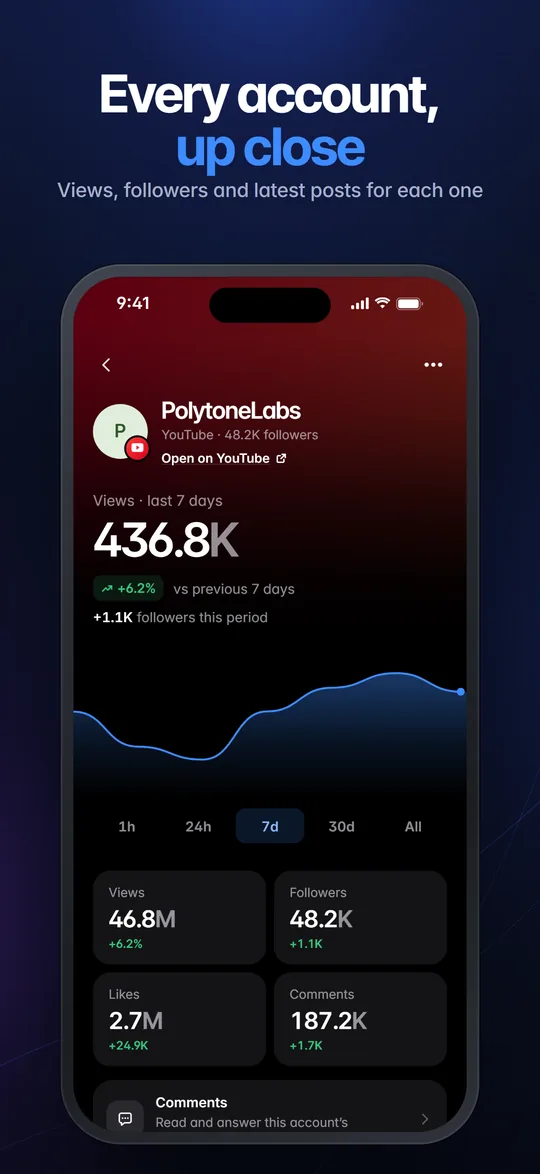 Every account,
up close
Views, followers and latest posts for each one
9:41
P
PolytoneLabs
YouTube · 48.2K followers
Open on YouTube
Views · last 7 days
436.8K
+6.2% vs previous 7 days
+1.1K followers this period
1h 24h 7d 30d All
Views Followers
46.8M 48.2K
+6.2% +1.1K
Likes Comments
2.7M 187.2K
+24.9K +1.7K
Comments
Read and answer this account's